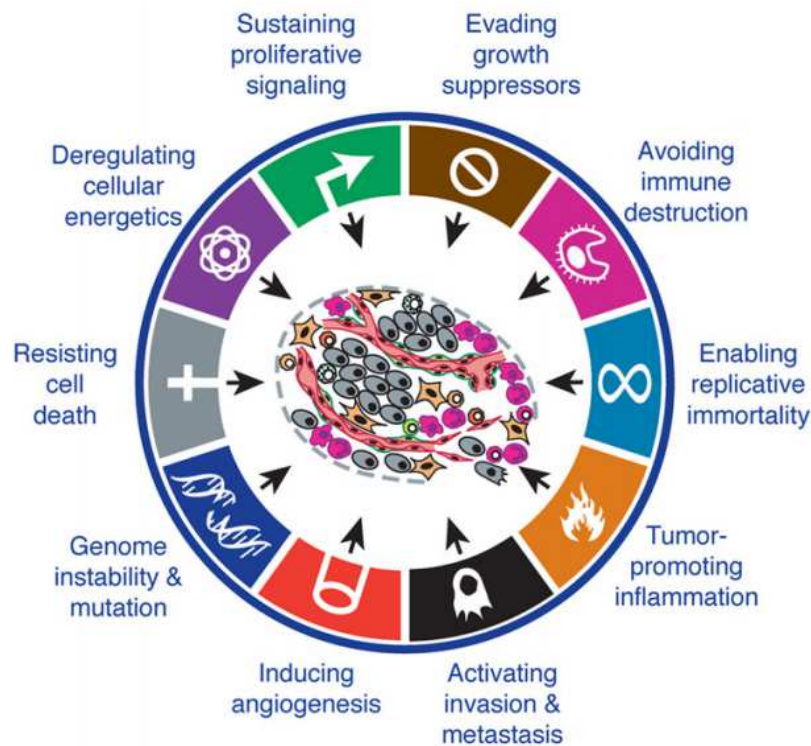 Sustaining
proliferative
signaling
Evading
growth
suppressors
Avoiding
immune
destruction
Enabling
replicative
immortality
Tumor-
promoting
inflammation
Activating
invasion &
metastasis
Inducing
angiogenesis
Genome
instability &
mutation
Resisting
cell
death
Deregulating
cellular
energetics